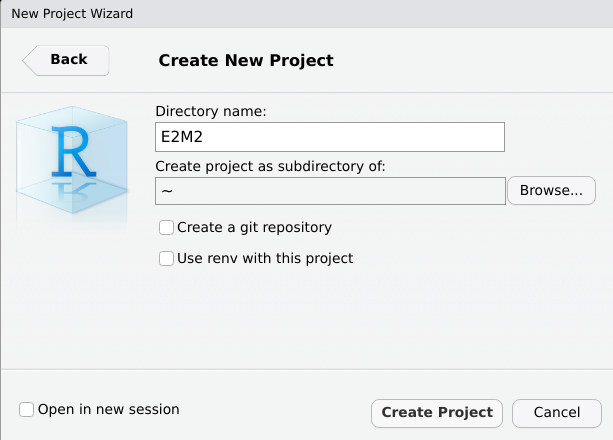 New Project Wizard
Back
Create New Project
R
Directory name:
E2M2
Create project as subdirectory of:
~
Browse...
Create a git repository
Use renv with this project
Open in new session
Create Project
Cancel